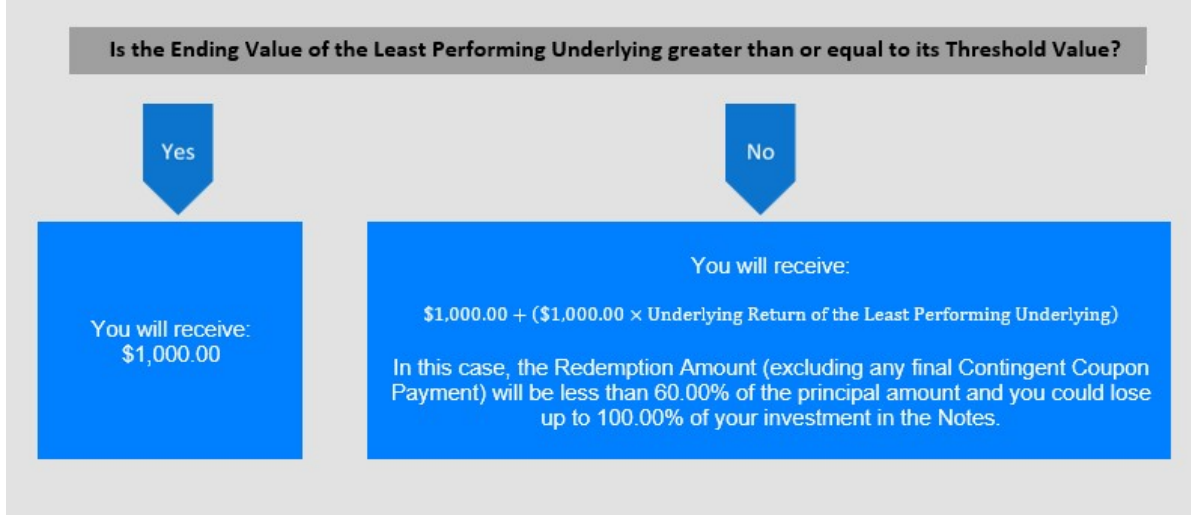 Is the Ending Value of the Least Performing Underlying greater than or equal to its Threshold Value?
Yes
No
You will receive:
$1,000.00
You will receive:
$1,000.00 + ($1,000.00 × Underlying Return of the Least Performing Underlying)
In this case, the Redemption Amount (excluding any final Contingent Coupon
Payment) will be less than 60.00% of the principal amount and you could lose
up to 100.00% of your investment in the Notes.